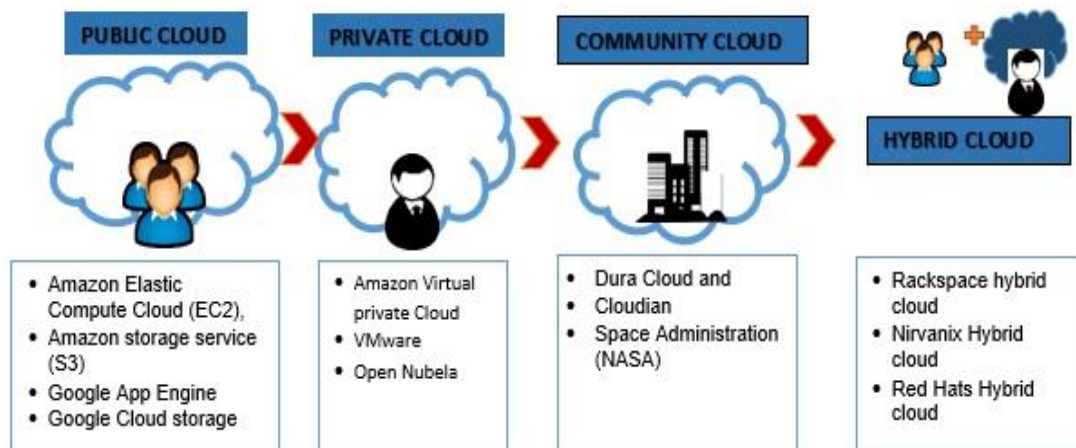 PUBLIC CLOUD
PRIVATE CLOUD
COMMUNITY CLOUD
HYBRID CLOUD
• Amazon Elastic
Compute Cloud (EC2),
• Amazon storage service
(S3)
• Google App Engine
• Google Cloud storage
• Amazon Virtual
private Cloud
• VMware
• Open Nubela
• Dura Cloud and
• Cloudian
• Space Administration
(NASA)
• Rackspace hybrid
cloud
• Nirvanix Hybrid
cloud
• Red Hats Hybrid
cloud